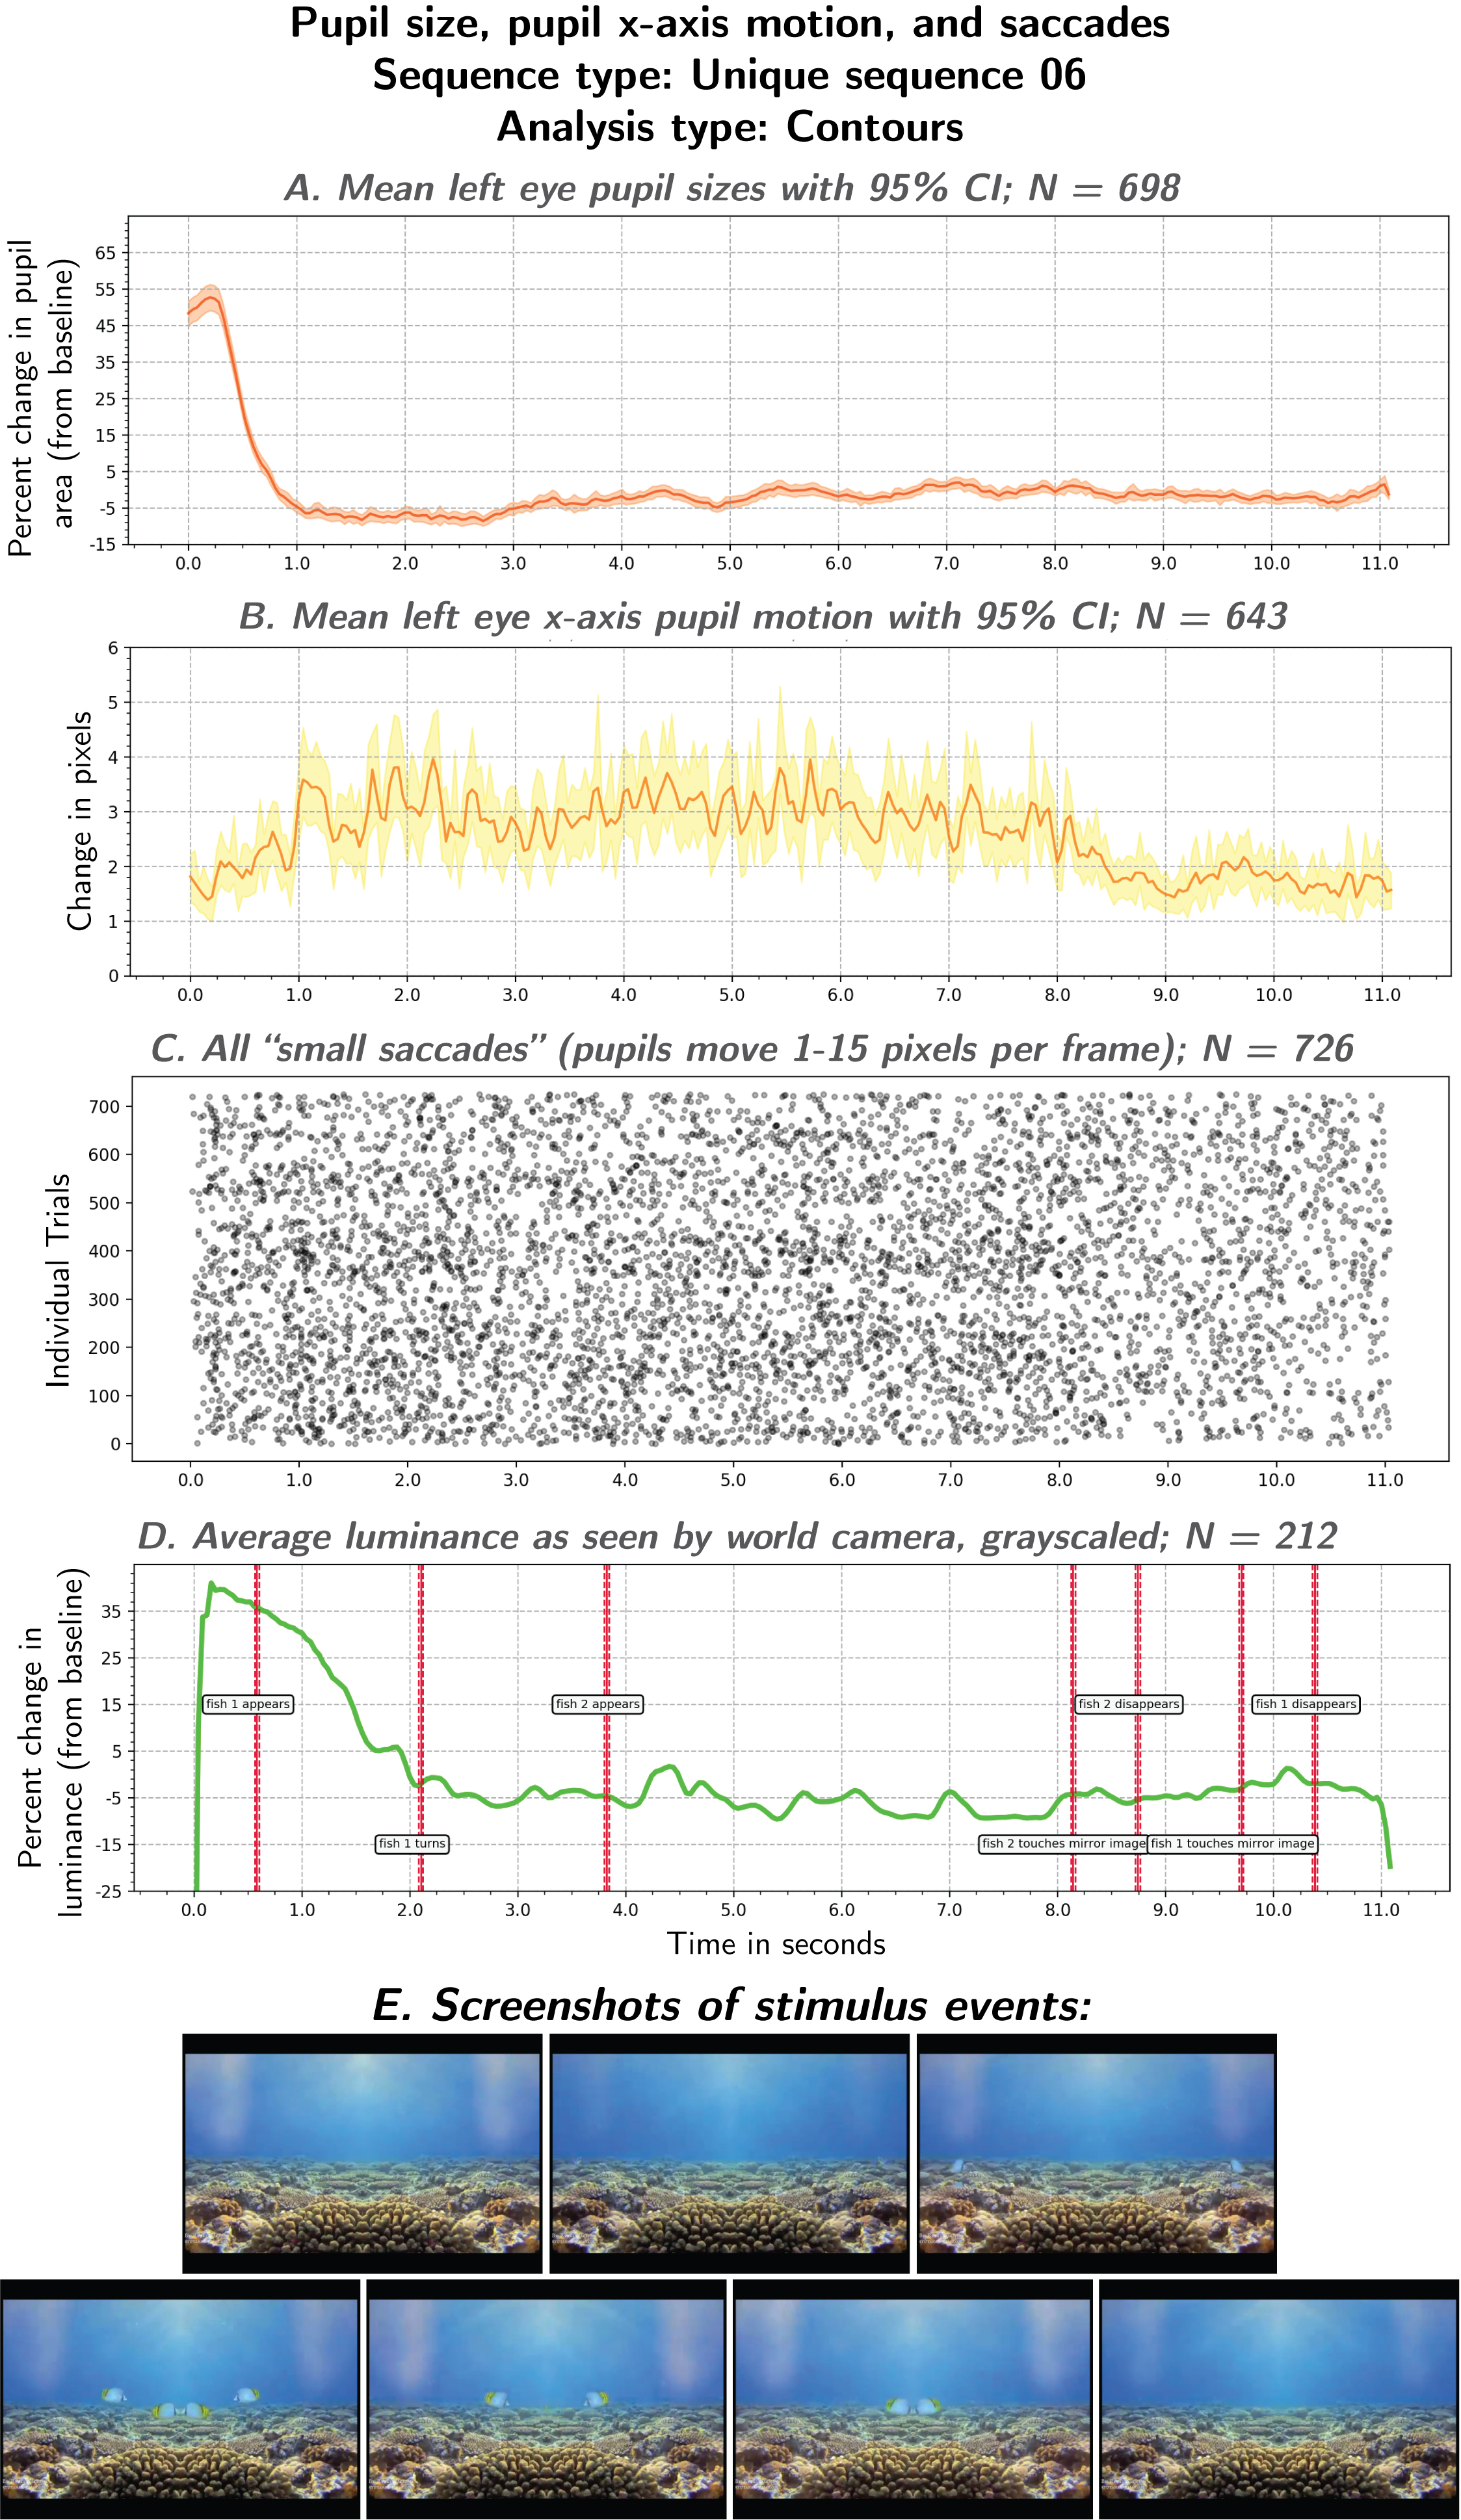 Pupil size, pupil x-axis motion, and saccades
Sequence type: Unique sequence 06
Analysis type: Contours
A. Mean left eye pupil sizes with 95% CI; N = 698
Percent change in pupil
area (from baseline)
65
55
45
35
25
15
5
-5
-15
0.0 1.0 2.0 3.0 4.0 5.0 6.0 7.0 8.0 9.0 10.0 11.0
B. Mean left eye x-axis pupil motion with 95% CI; N = 643
Change in pixels
6
5
4
3
2
1
0
0.0 1.0 2.0 3.0 4.0 5.0 6.0 7.0 8.0 9.0 10.0 11.0
C. All “small saccades” (pupils move 1-15 pixels per frame); N = 726
Individual Trials
700
600
500
400
300
200
100
0
0.0 1.0 2.0 3.0 4.0 5.0 6.0 7.0 8.0 9.0 10.0 11.0
D. Average luminance as seen by world camera, grayscaled; N = 212
Percent change in
luminance (from baseline)
35
25
15
5
-5
-15
-25
fish 1 appears fish 2 appears fish 2 disappears fish 1 disappears
fish 1 turns fish 2 touches mirror image fish 1 touches mirror image
0.0 1.0 2.0 3.0 4.0 5.0 6.0 7.0 8.0 9.0 10.0 11.0
Time in seconds
E. Screenshots of stimulus events: